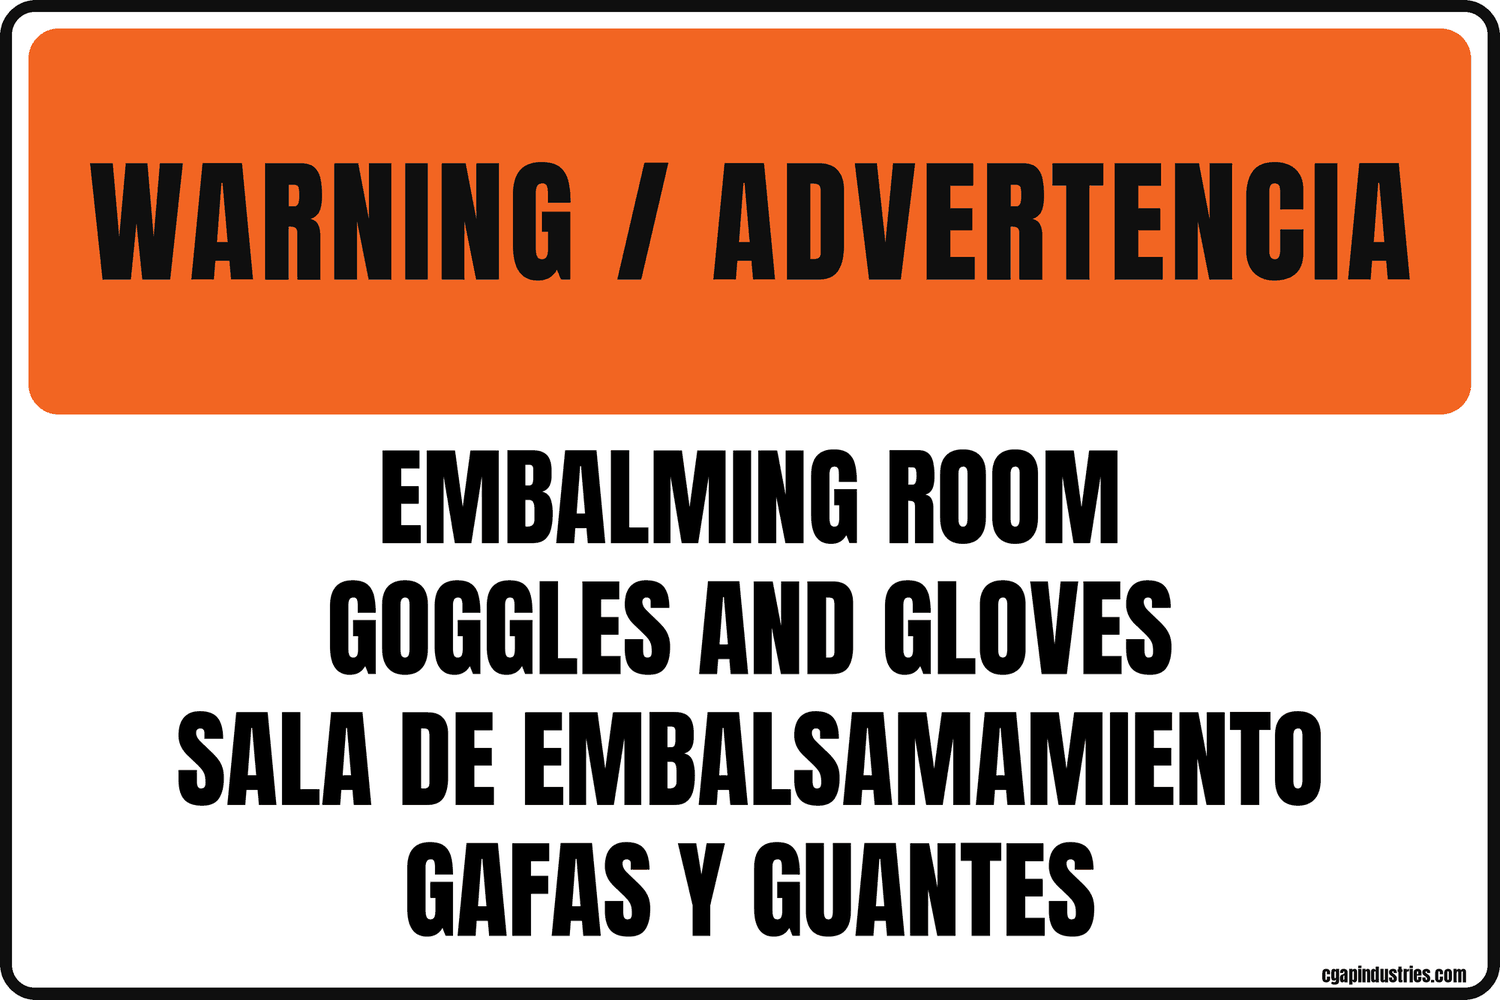 WARNING / ADVERTENCIA
EMBALMING ROOM
GOGGLES AND GLOVES
SALA DE EMBALSAMAMIENTO
GAFAS Y GUANTES
cgapindustries.com